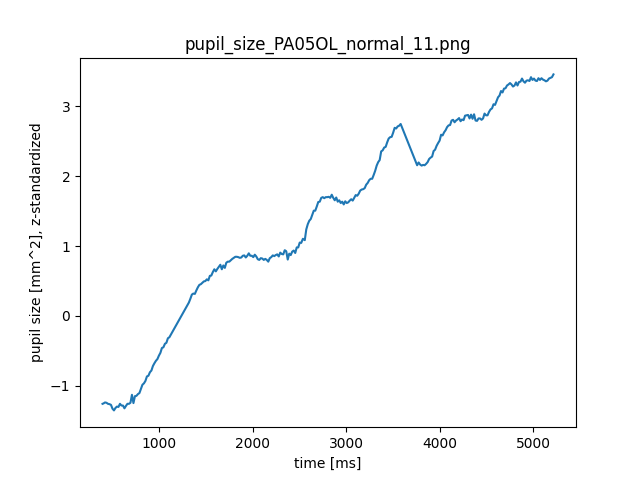 pupil_size_PA05OL_normal_11.png
3
2
1
0
−1
pupil size [mm^2], z-standardized
1000 2000 3000 4000 5000
time [ms]